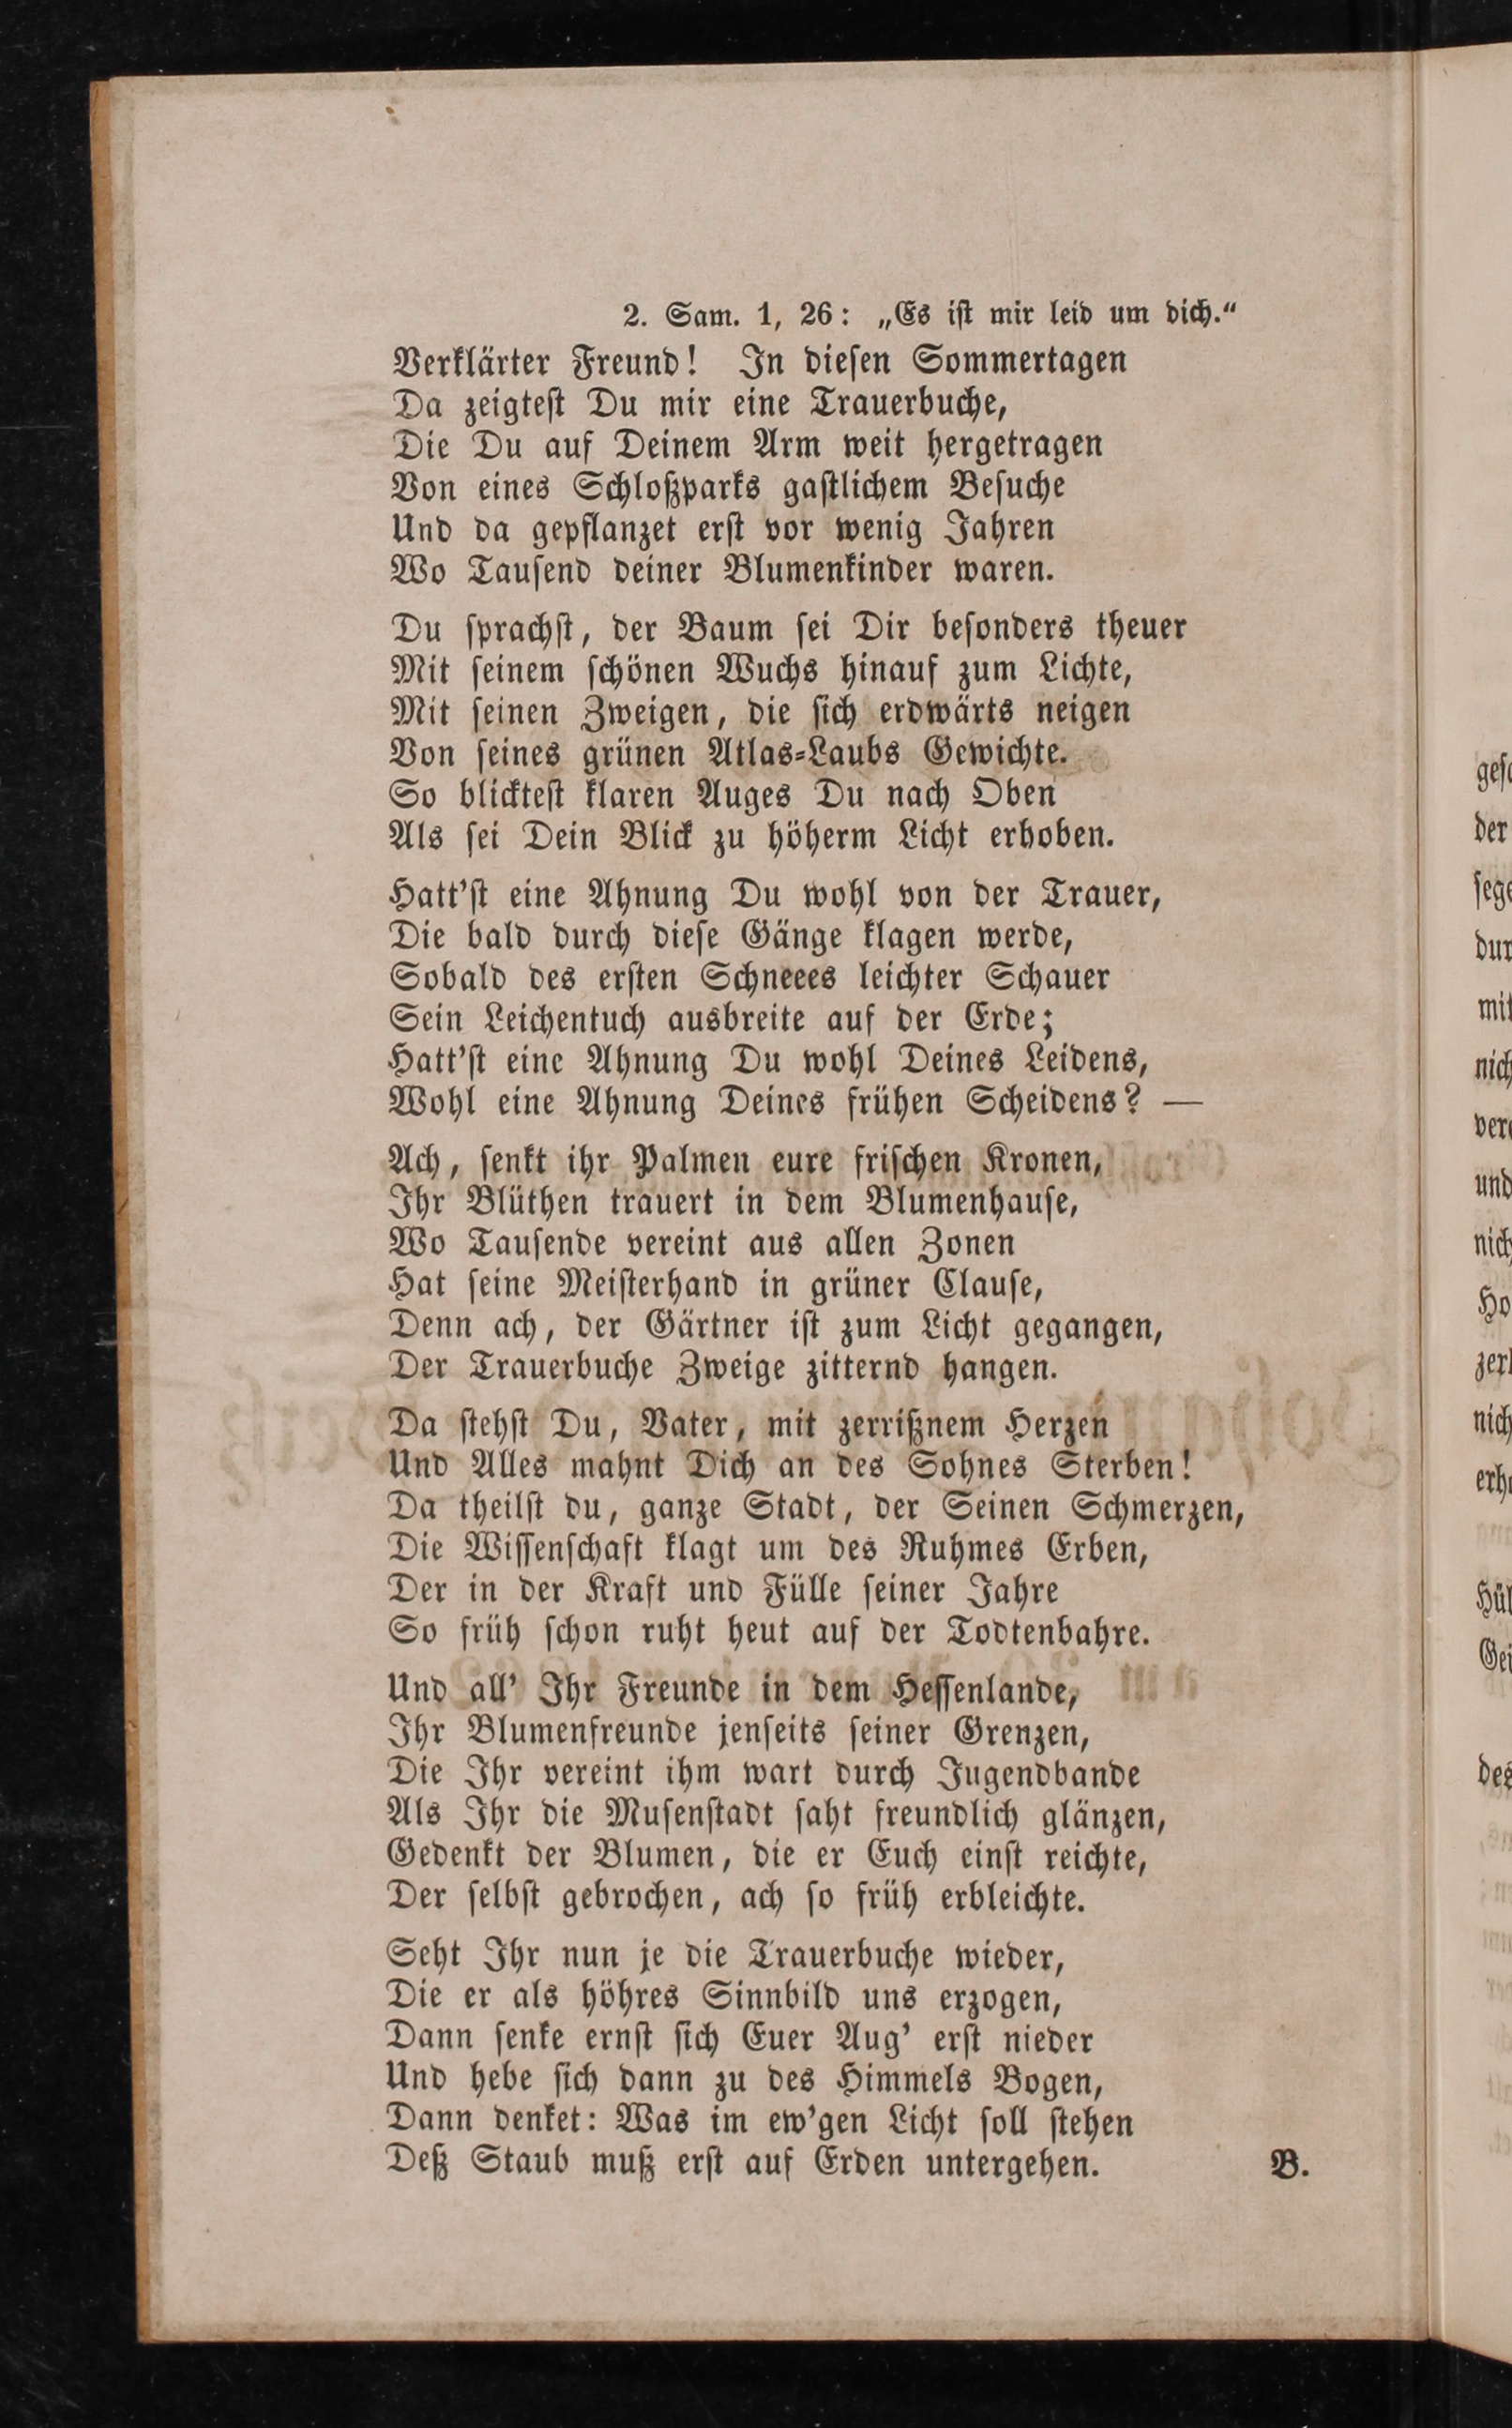 2. Sam. 1, 26: „Es ist mir leid um dich.“
Verklärter Freund! In diesen Sommertagen
Da zeigtest Du mir eine Trauerbuche,
Die Du auf Deinem Arm weit hergetragen
Von eines Schloßparks gastlichem Besuche
Und da gepflanzet erst vor wenig Jahren
Wo Tausend deiner Blumenkinder waren.
Du sprachst, der Baum sei Dir besonders theuer
Mit seinem schönen Wuchs hinauf zum Lichte,
Mit seinen Zweigen, die sich erdwärts neigen
Von seines grünen Atlas-Laubs Gewichte.
So blicktest klaren Auges Du nach Oben
Als sei Dein Blick zu höherm Licht erhoben.
Hatt'st eine Ahnung Du wohl von der Trauer,
Die bald durch diese Gänge klagen werde,
Sobald des ersten Schneees leichter Schauer
Sein Leichentuch ausbreite auf der Erde;
Hatt'st eine Ahnung Du wohl Deines Leidens,
Wohl eine Ahnung Deines frühen Scheidens? —
Ach, senkt ihr Palmen eure frischen Kronen,
Ihr Blüthen trauert in dem Blumenhause,
Wo Tausende vereint aus allen Zonen
Hat seine Meisterhand in grüner Clause,
Denn ach, der Gärtner ist zum Licht gegangen,
Der Trauerbuche Zweige zitternd hangen.
Da stehst Du, Vater, mit zerrißnem Herzen
Und Alles mahnt Dich an des Sohnes Sterben!
Da theilst du, ganze Stadt, der Seinen Schmerzen,
Die Wissenschaft klagt um des Ruhmes Erben,
Der in der Kraft und Fülle seiner Jahre
So früh schon ruht heut auf der Todtenbahre.
Und all' Ihr Freunde in dem Hessenlande,
Ihr Blumenfreunde jenseits seiner Grenzen,
Die Ihr vereint ihm wart durch Jugendbande
Als Ihr die Musenstadt saht freundlich glänzen,
Gedenkt der Blumen, die er Euch einst reichte,
Der selbst gebrochen, ach so früh erbleichte.
Seht Ihr nun je die Trauerbuche wieder,
Die er als höhres Sinnbild uns erzogen,
Dann senke ernst sich Euer Aug' erst nieder
Und hebe sich dann zu des Himmels Bogen,
Dann denket: Was im ew'gen Licht soll stehen
Deß Staub muß erst auf Erden untergehen. B.